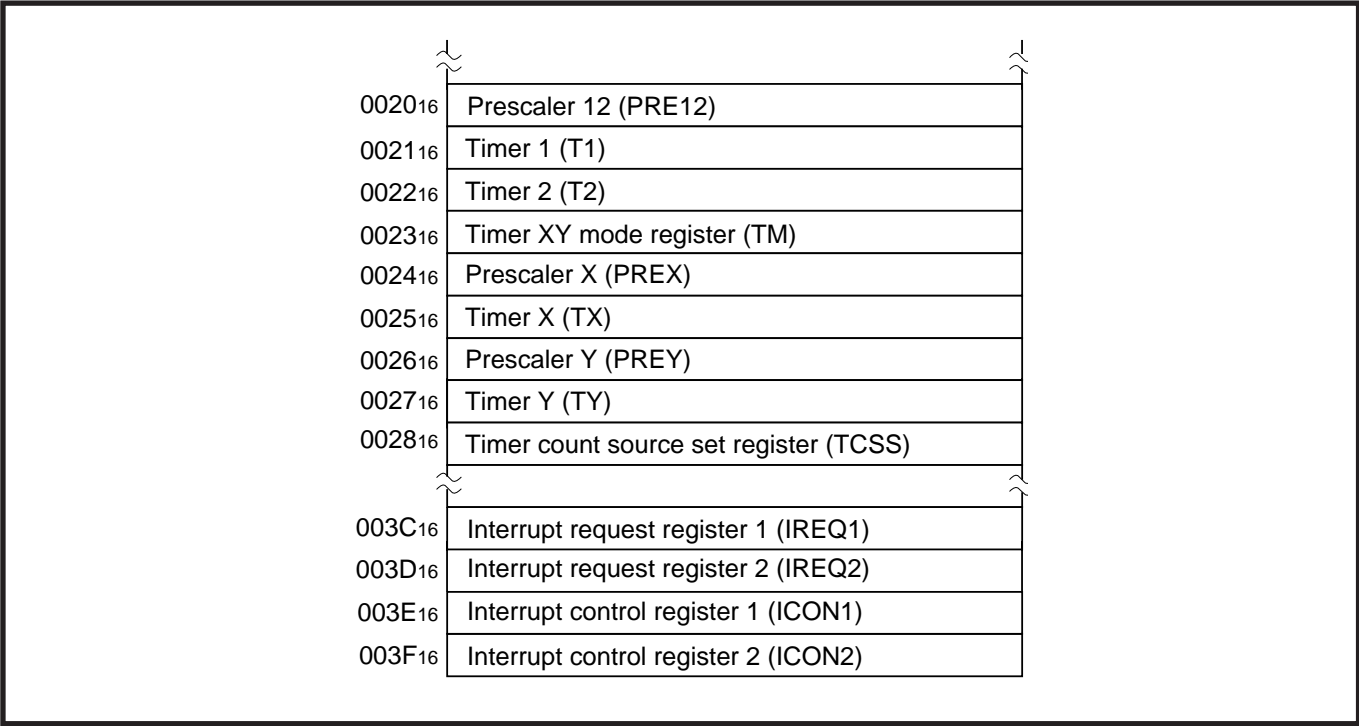 002016 Prescaler 12 (PRE12)
002116 Timer 1 (T1)
002216 Timer 2 (T2)
002316 Timer XY mode register (TM)
002416 Prescaler X (PREX)
002516 Timer X (TX)
002616 Prescaler Y (PREY)
002716 Timer Y (TY)
002816 Timer count source set register (TCSS)
003C16 Interrupt request register 1 (IREQ1)
003D16 Interrupt request register 2 (IREQ2)
003E16 Interrupt control register 1 (ICON1)
003F16 Interrupt control register 2 (ICON2)